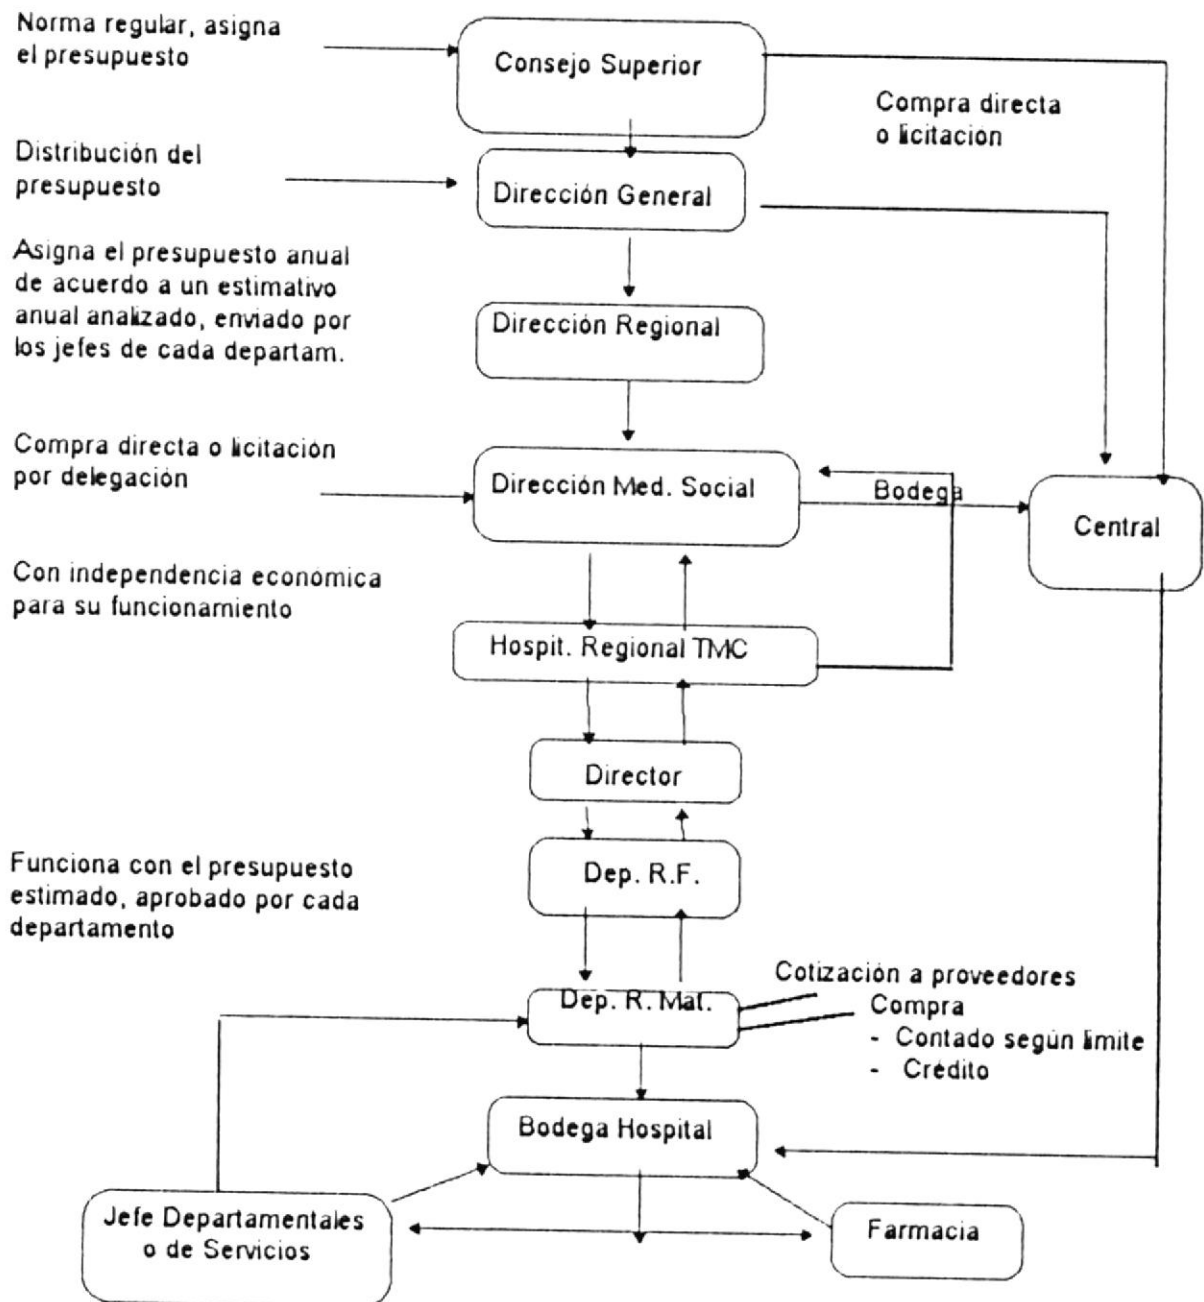 Norma regular, asigna
el presupuesto
Consejo Superior
Compra directa
o licitación
Distribución del
presupuesto
Dirección General
Asigna el presupuesto anual
de acuerdo a un estimativo
anual analizado, enviado por
los jefes de cada departam.
Dirección Regional
Compra directa o licitación
por delegación
Dirección Med. Social
Bodega
Central
Con independencia económica
para su funcionamiento
Hospit. Regional TMC
Director
Funciona con el presupuesto
estimado, aprobado por cada
departamento
Dep. R.F.
Dep. R. Mat.
Cotización a proveedores
Compra
- Contado según límite
- Crédito
Bodega Hospital
Jefe Departamentales
o de Servicios
Farmacia